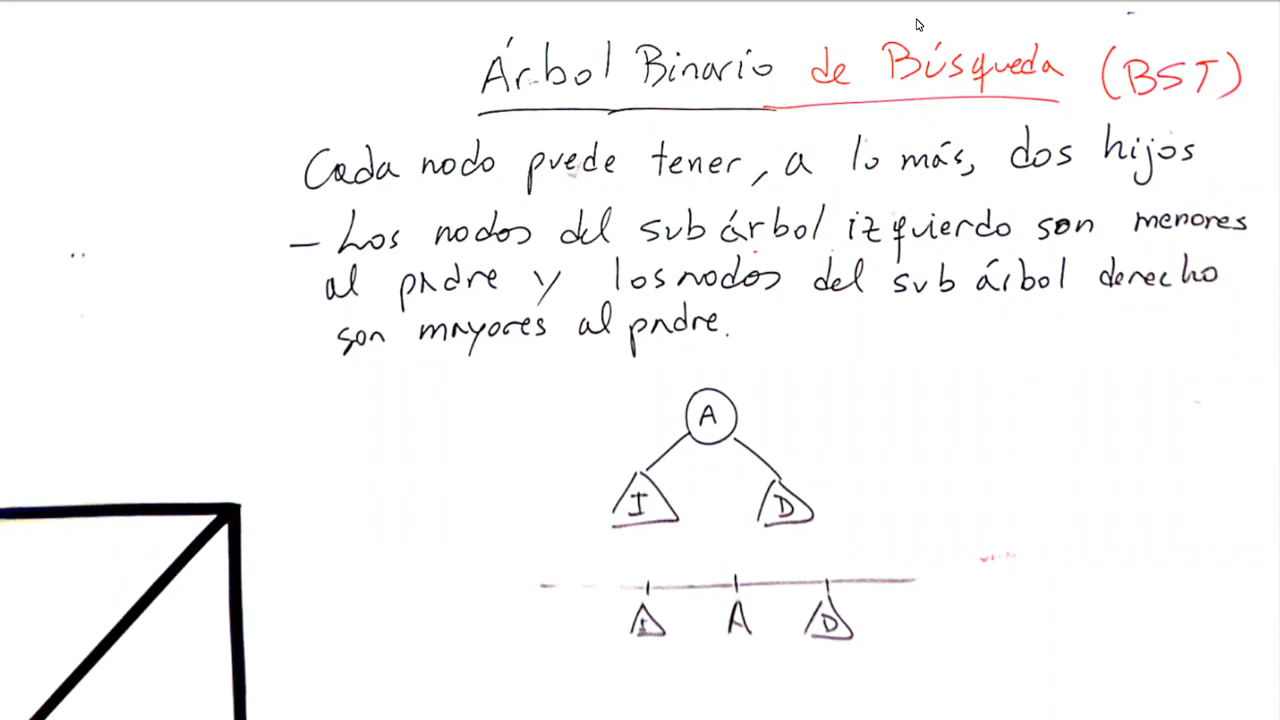 Árbol Binario de Búsqueda (BST)
Cada nodo puede tener, a lo más, dos hijos
- Los nodos del subárbol izquierdo son menores
al padre y los nodos del subárbol derecho
son mayores al padre.
A
I D
I A D